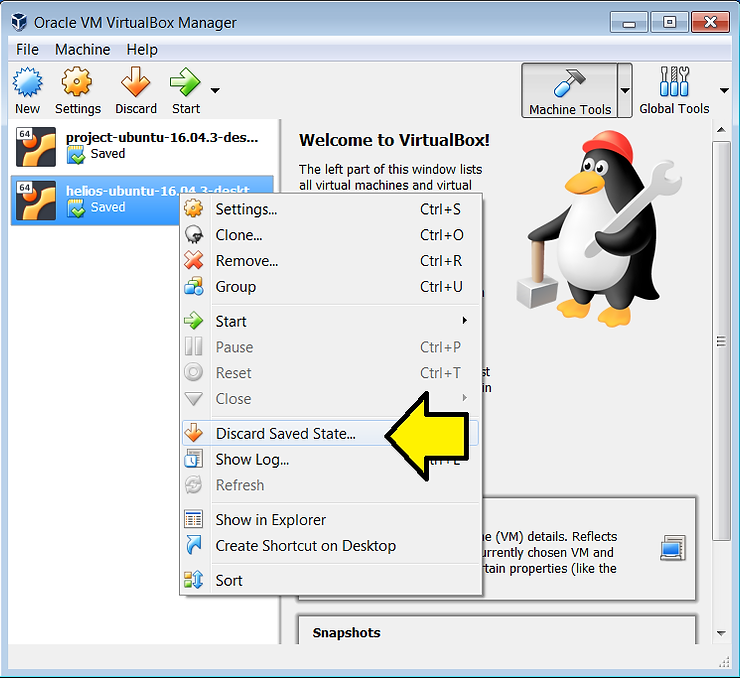 Oracle VM VirtualBox Manager
File Machine Help
New Settings Discard Start Machine Tools Global Tools
64 project-ubuntu-16.04.3-des...
Saved
64 helios-ubuntu-16.04.3-deskt
Saved
Welcome to VirtualBox!
The left part of this window lists
all virtual machines and virtual
Settings... Ctrl+S
Clone... Ctrl+O
Remove... Ctrl+R
Group Ctrl+U
Start
Pause Ctrl+P
Reset Ctrl+T
Close
Discard Saved State...
Show Log...
Refresh
Show in Explorer
Create Shortcut on Desktop
Sort
in
(VM) details. Reflects
chosen VM and
properties (like the
Snapshots